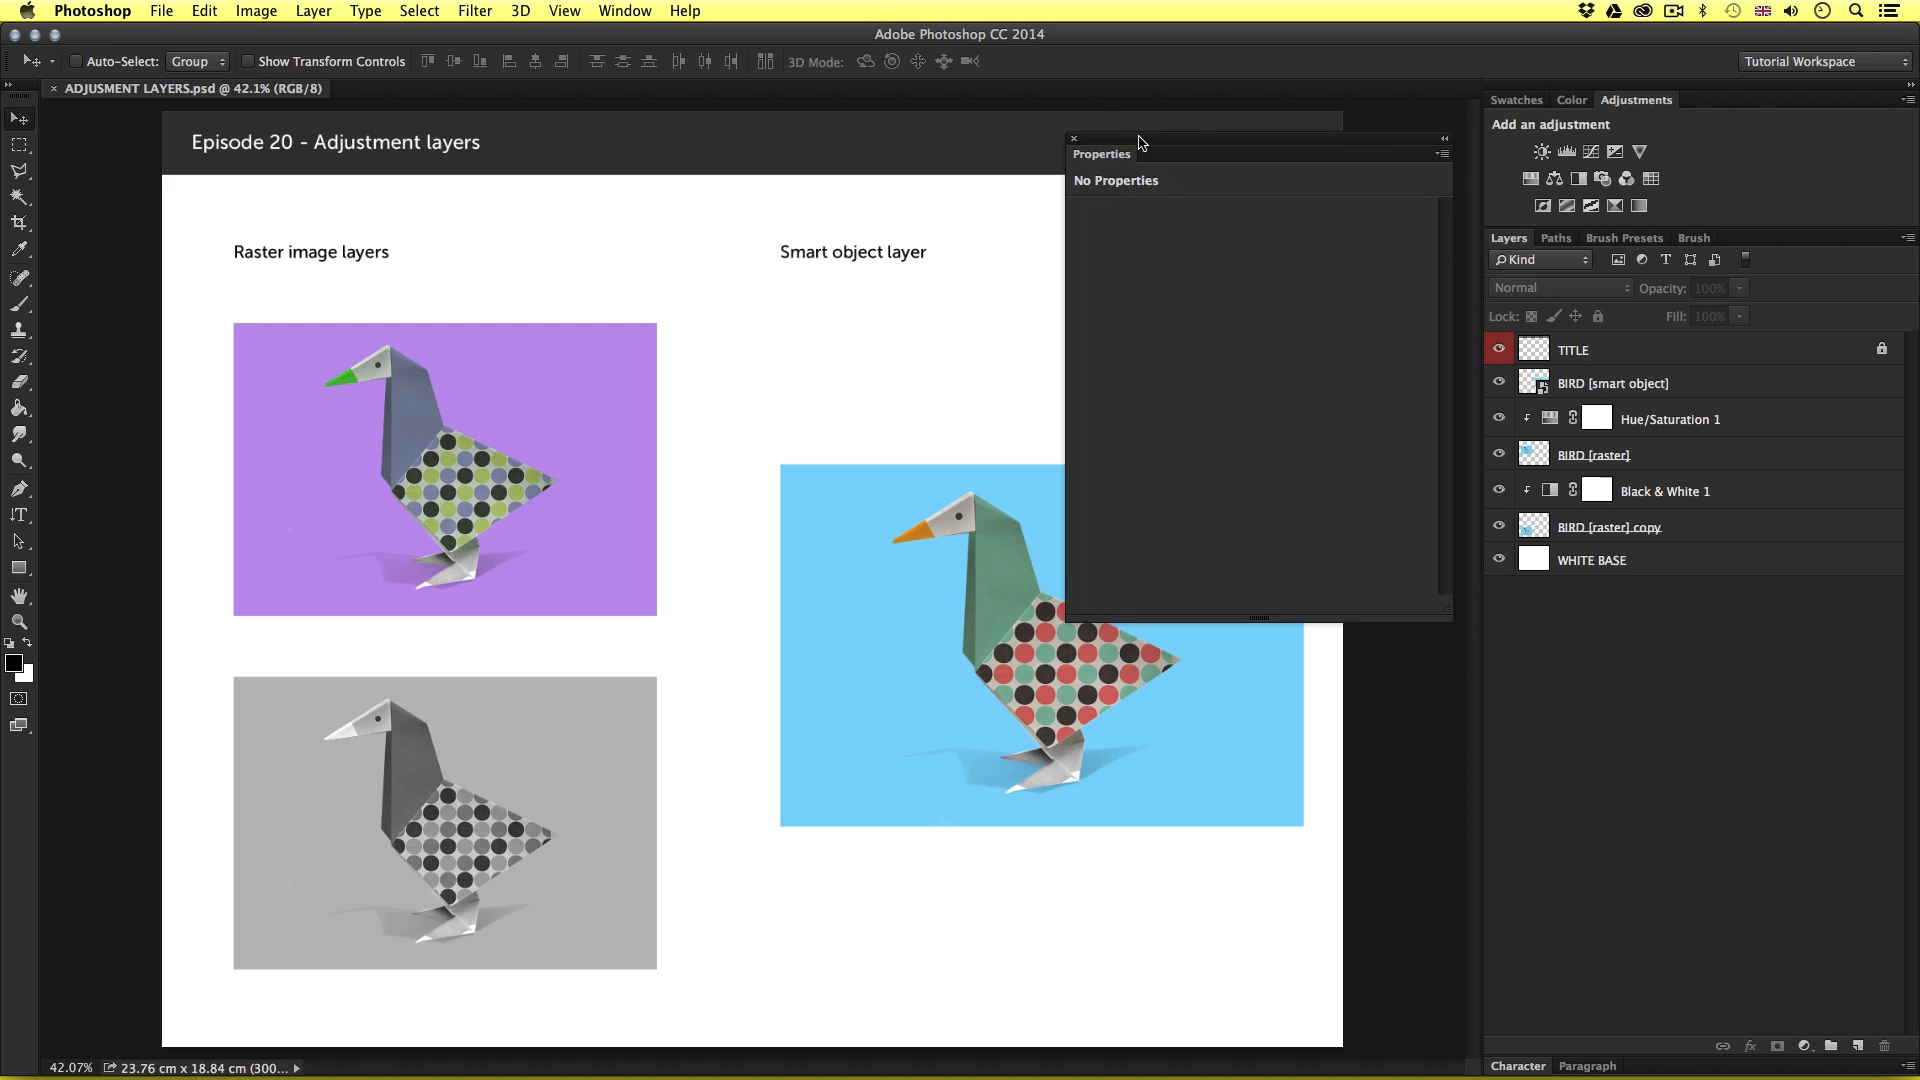 Photoshop File Edit Image Layer Type Select Filter 3D View Window Help
Adobe Photoshop CC 2014
Auto-Select: Group Show Transform Controls 3D Mode: Tutorial Workspace
× ADJUSMENT LAYERS.psd @ 42.1% (RGB/8)
Swatches Color Adjustments
Add an adjustment
Episode 20 - Adjustment layers
Properties
No Properties
Raster image layers
Smart object layer
Layers Paths Brush Presets Brush
Kind
Normal Opacity: 100%
Lock: Fill: 100%
TITLE
BIRD [smart object]
Hue/Saturation 1
BIRD [raster]
Black & White 1
BIRD [raster] copy
WHITE BASE
42.07% 23.76 cm x 18.84 cm (300...
Character Paragraph